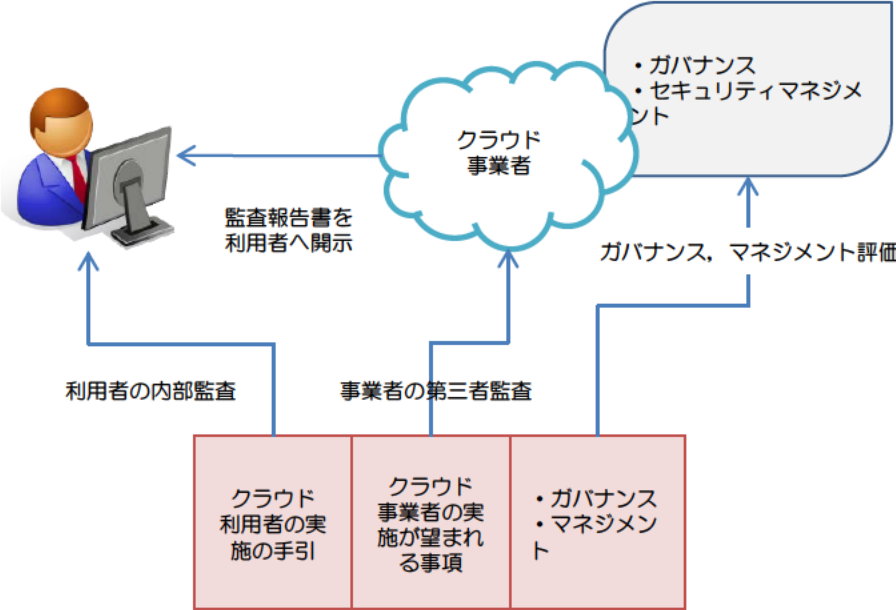 ・ガバナンス
・セキュリティマネジメ
ント
クラウド
事業者
監査報告書を
利用者へ開示
ガバナンス，マネジメント評価
利用者の内部監査
事業者の第三者監査
クラウド
利用者の実
施の手引
クラウド
事業者の実
施が望まれ
る事項
・ガバナンス
・マネジメン
ト